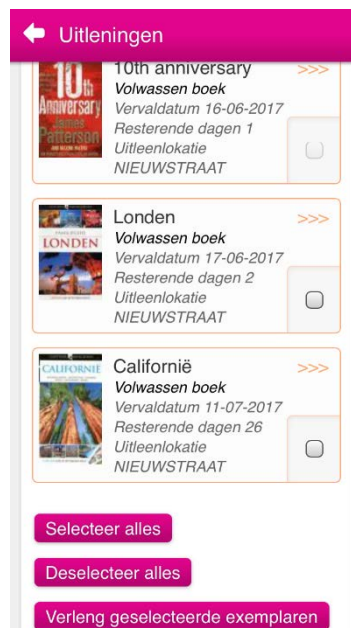 Uitleningen
10th anniversary
>>>
Volwassen boek
Vervaldatum 16-06-2017
Resterende dagen 1
Uitleenlokatie
NIEUWSTRAAT
10th
Anniversary
James
Patterson
Londen
>>>
Volwassen boek
Vervaldatum 17-06-2017
Resterende dagen 2
Uitleenlokatie
NIEUWSTRAAT
LONDEN
Californië
>>>
Volwassen boek
Vervaldatum 11-07-2017
Resterende dagen 26
Uitleenlokatie
NIEUWSTRAAT
CALIFORNIË
Selecteer alles
Deselecteer alles
Verleng geselecteerde exemplaren